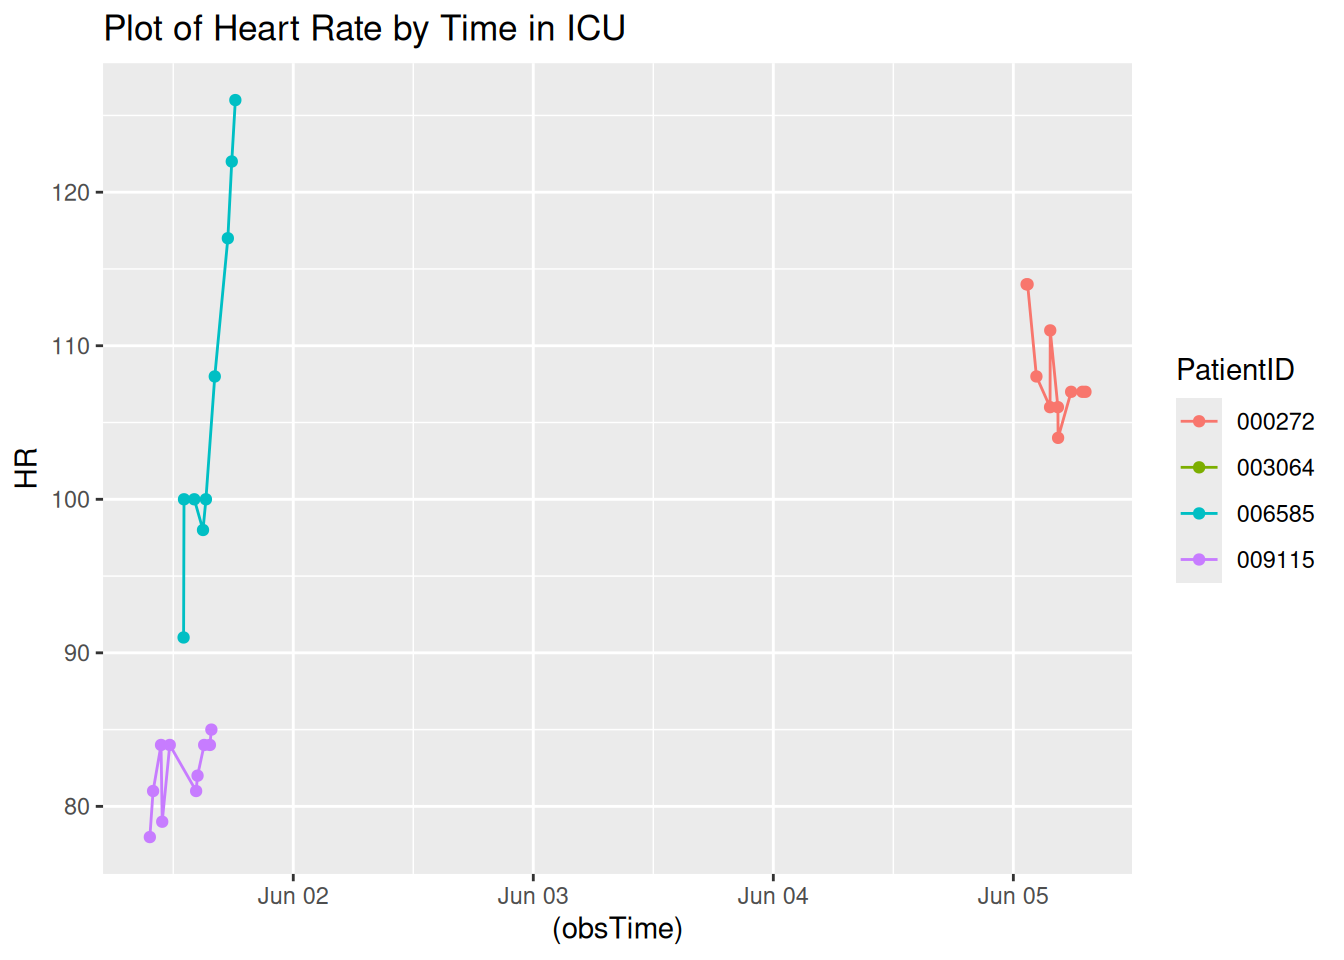 Plot of Heart Rate by Time in ICU
HR
120
110
100
90
80
Jun 02 Jun 03 Jun 04 Jun 05
(obsTime)
PatientID
000272
003064
006585
009115